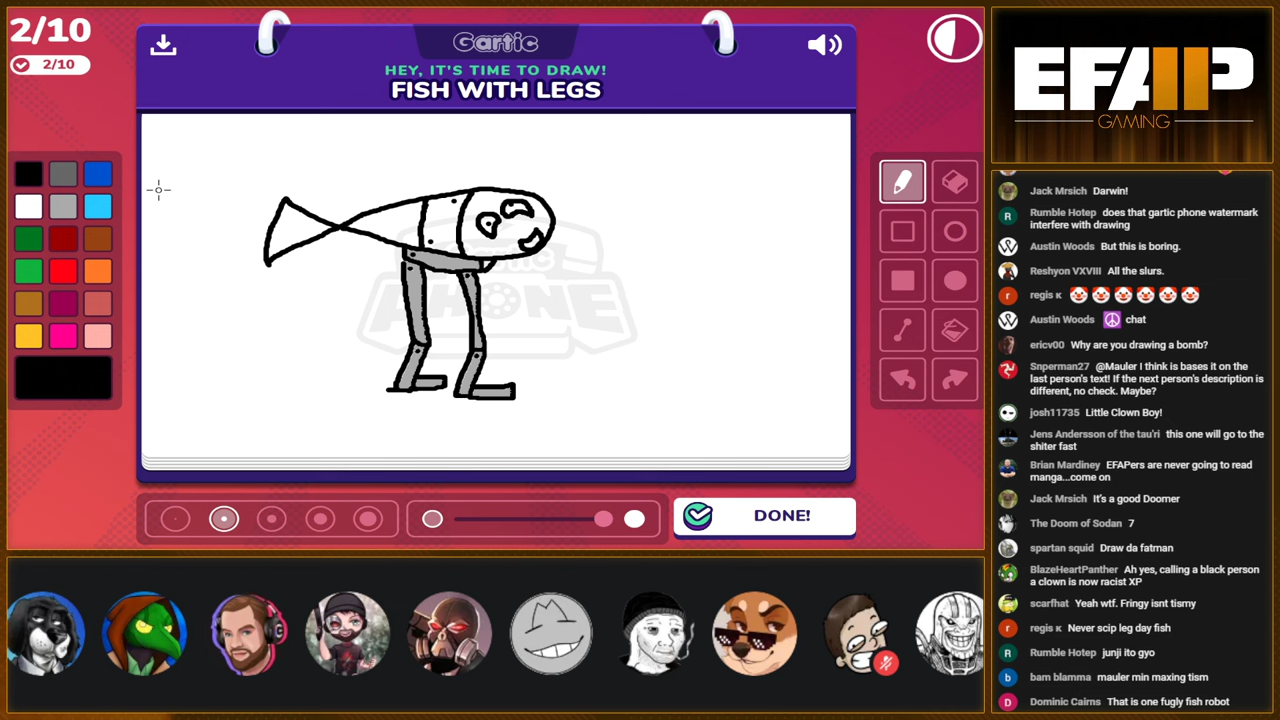 2/10
2/10
Gartic
HEY, IT'S TIME TO DRAW!
FISH WITH LEGS
PHONE
DONE!
EFAP
GAMING
Jack Mrsich Darwin!
Rumble Hotep does that gartic phone watermark
interfere with drawing
Austin Woods But this is boring.
Reshyon VXVIII All the slurs.
regis κ 🤡🤡🤡🤡🤡🤡
Austin Woods ☮ chat
ericv00 Why are you drawing a bomb?
Snperman27 @Mauler I think is bases it on the
last person's text! If the next person's description is
different, no check. Maybe?
josh11735 Little Clown Boy!
Jens Andersson of the tau'ri this one will go to the
shiter fast
Brian Mardiney EFAPers are never going to read
manga...come on
Jack Mrsich It's a good Doomer
The Doom of Sodan 7
spartan squid Draw da fatman
BlazeHeartPanther Ah yes, calling a black person
a clown is now racist XP
scarfhat Yeah wtf. Fringy isnt tismy
regis κ Never scip leg day fish
Rumble Hotep junji ito gyo
bam blamma mauler min maxing tism
Dominic Cairns That is one fugly fish robot